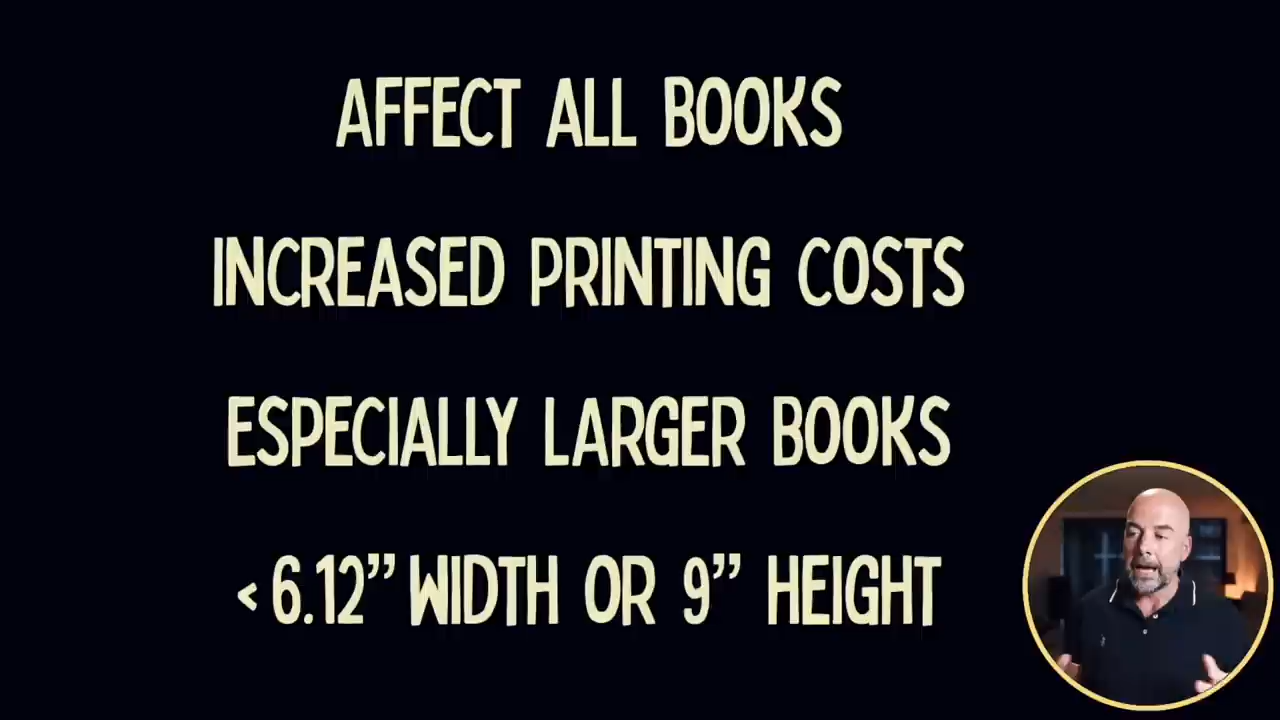 AFFECT ALL BOOKS
INCREASED PRINTING COSTS
ESPECIALLY LARGER BOOKS
< 6.12” WIDTH OR 9” HEIGHT